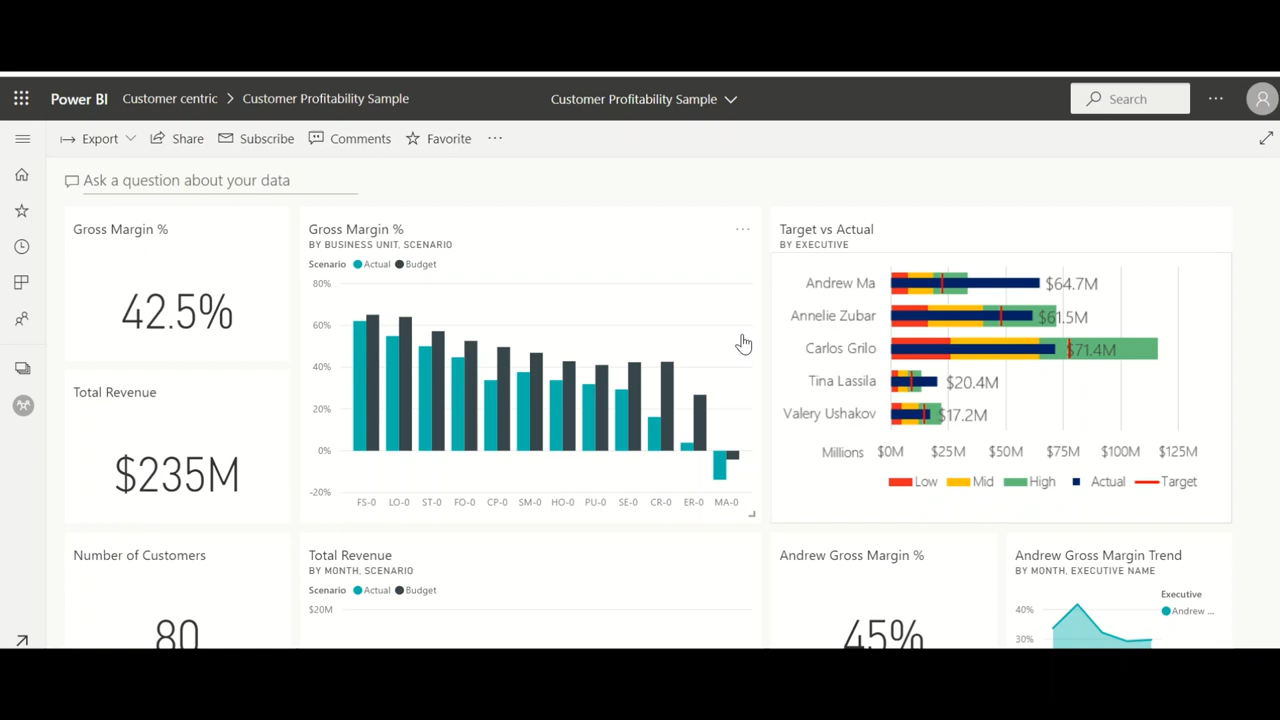 Power BI Customer centric > Customer Profitability Sample
Customer Profitability Sample
Search
Export Share Subscribe Comments Favorite
Ask a question about your data
Gross Margin %
42.5%
Total Revenue
$235M
Number of Customers
80
Gross Margin %
BY BUSINESS UNIT, SCENARIO
Scenario Actual Budget
80%
60%
40%
20%
0%
-20%
FS-0 LO-0 ST-0 FO-0 CP-0 SM-0 HO-0 PU-0 SE-0 CR-0 ER-0 MA-0
Total Revenue
BY MONTH, SCENARIO
Scenario Actual Budget
$20M
Target vs Actual
BY EXECUTIVE
Andrew Ma $64.7M
Annelie Zubar $61.5M
Carlos Grilo $71.4M
Tina Lassila $20.4M
Valery Ushakov $17.2M
Millions $0M $25M $50M $75M $100M $125M
Low Mid High Actual Target
Andrew Gross Margin %
45%
Andrew Gross Margin Trend
BY MONTH, EXECUTIVE NAME
Executive
Andrew ...
40%
30%